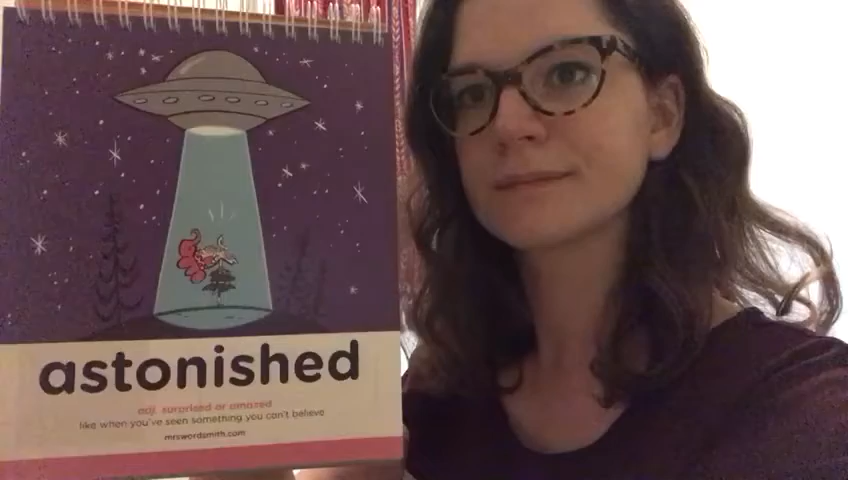 astonished
adj. surprised or amazed
like when you've seen something you can't believe
mrswordsmith.com